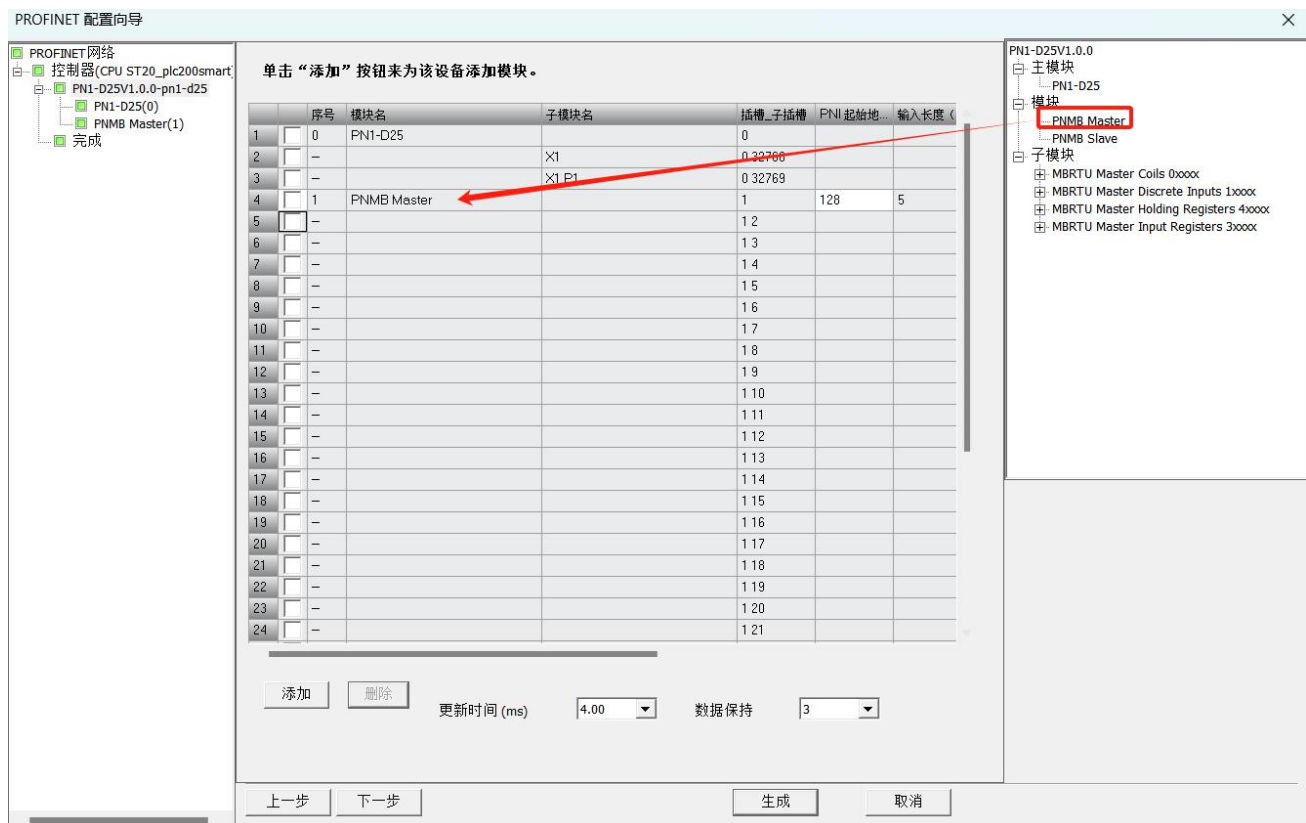 PROFINET 配置向导
PROFINET网络
控制器(CPU ST20_plc200smart
PN1-D25V1.0.0-pn1-d25
PN1-D25(0)
PNMB Master(1)
完成
单击“添加”按钮来为该设备添加模块。
序号 模块名 子模块名 插槽_子插槽 PNI 起始地... 输入长度 (
1 0 PN1-D25 0
2 – X1 0 32768
3 – X1 P1 0 32769
4 1 PNMB Master 1 128 5
5 – 1 2
6 – 1 3
7 – 1 4
8 – 1 5
9 – 1 6
10 – 1 7
11 – 1 8
12 – 1 9
13 – 1 10
14 – 1 11
15 – 1 12
16 – 1 13
17 – 1 14
18 – 1 15
19 – 1 16
20 – 1 17
21 – 1 18
22 – 1 19
23 – 1 20
24 – 1 21
添加 删除
更新时间 (ms) 4.00 数据保持 3
上一步 下一步 生成 取消
PN1-D25V1.0.0
主模块
PN1-D25
模块
PNMB Master
PNMB Slave
子模块
MBRTU Master Coils 0xxxx
MBRTU Master Discrete Inputs 1xxxx
MBRTU Master Holding Registers 4xxxx
MBRTU Master Input Registers 3xxxx